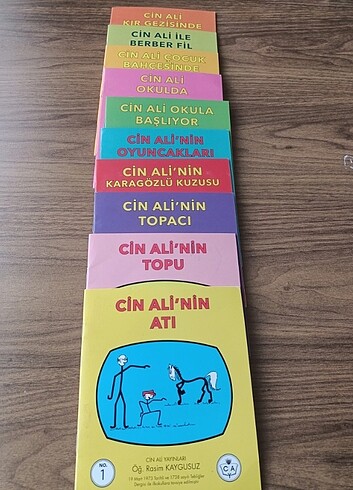 CİN ALİ
KIR GEZİSİNDE
CİN ALİ İLE
BERBER FİL
CİN ALİ ÇOCUK
BAHÇESİNDE
CİN ALİ
OKULDA
CİN ALİ OKULA
BAŞLIYOR
CİN ALİ'NİN
OYUNCAKLARI
CİN ALİ'NİN
KARAGÖZLÜ KUZUSU
CİN ALİ'NİN
TOPACI
CİN ALİ'NİN
TOPU
CİN ALİ'NİN
ATI
NO.
1
CİN ALİ YAYINLARI
Öğ. Rasim KAYGUSUZ
CA